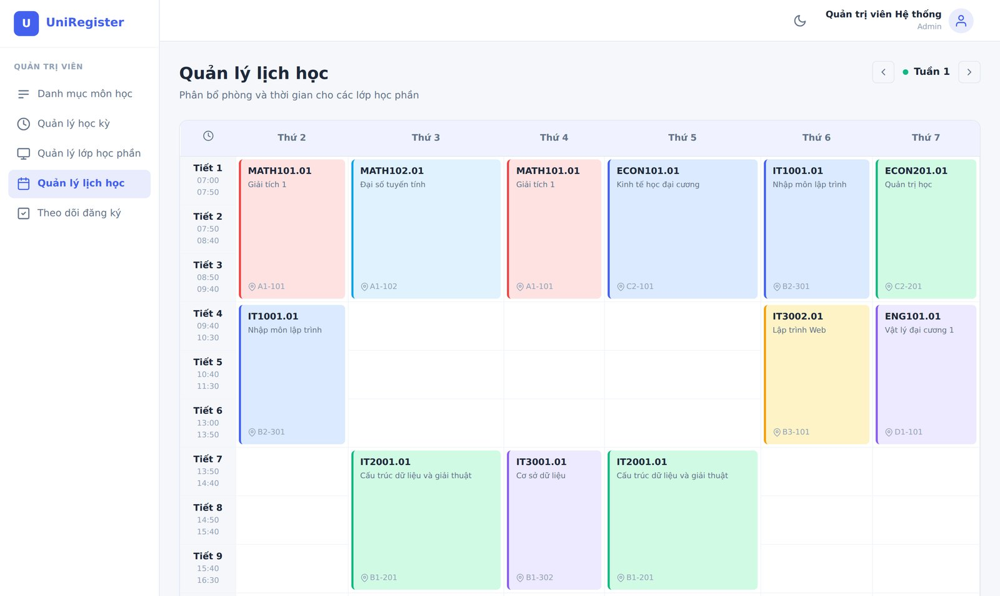 U UniRegister
QUẢN TRỊ VIÊN
Danh mục môn học
Quản lý học kỳ
Quản lý lớp học phần
Quản lý lịch học
Theo dõi đăng ký
Quản trị viên Hệ thống
Admin
Quản lý lịch học
Phân bổ phòng và thời gian cho các lớp học phần
Tuần 1
Thứ 2 Thứ 3 Thứ 4 Thứ 5 Thứ 6 Thứ 7
Tiết 1
07:00
07:50
Tiết 2
07:50
08:40
Tiết 3
08:50
09:40
MATH101.01
Giải tích 1
A1-101
MATH102.01
Đại số tuyến tính
A1-102
MATH101.01
Giải tích 1
A1-101
ECON101.01
Kinh tế học đại cương
C2-101
IT1001.01
Nhập môn lập trình
B2-301
ECON201.01
Quản trị học
C2-201
Tiết 4
09:40
10:30
Tiết 5
10:40
11:30
Tiết 6
13:00
13:50
IT1001.01
Nhập môn lập trình
B2-301
IT3002.01
Lập trình Web
B3-101
ENG101.01
Vật lý đại cương 1
D1-101
Tiết 7
13:50
14:40
Tiết 8
14:50
15:40
Tiết 9
15:40
16:30
IT2001.01
Cấu trúc dữ liệu và giải thuật
B1-201
IT3001.01
Cơ sở dữ liệu
B1-302
IT2001.01
Cấu trúc dữ liệu và giải thuật
B1-201